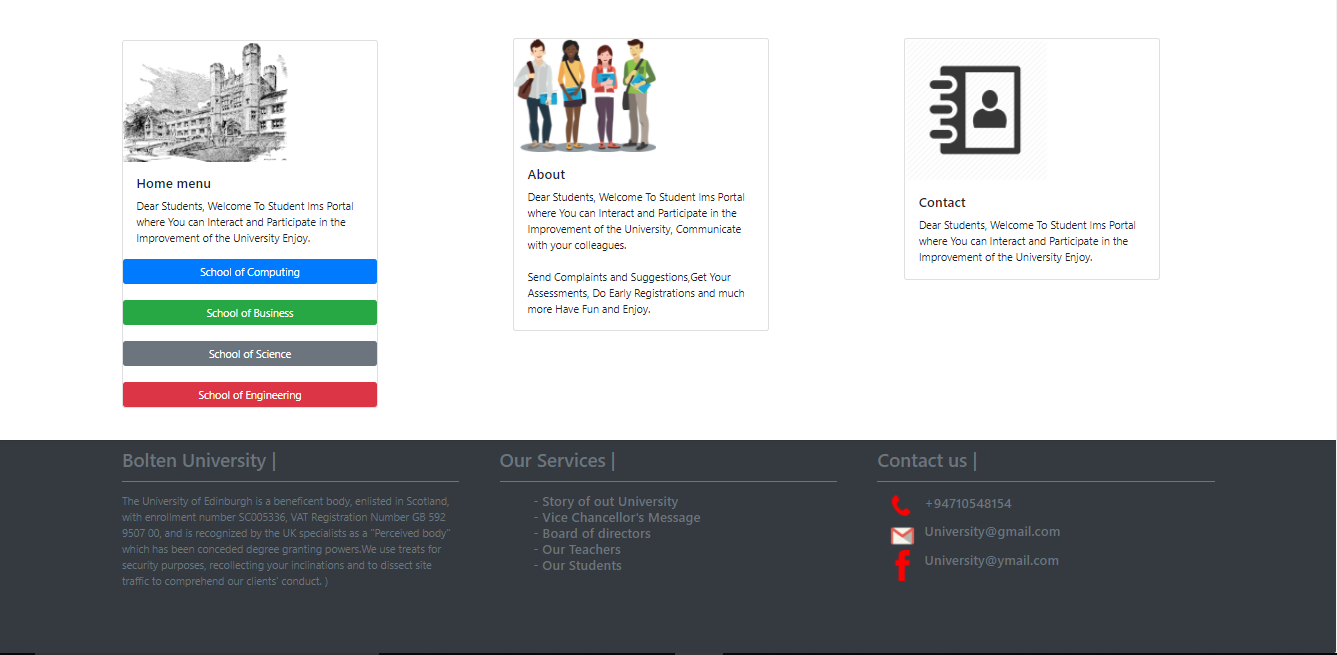 Home menu
Dear Students, Welcome To Student Ims Portal
where You can Interact and Participate in the
Improvement of the University Enjoy.
School of Computing
School of Business
School of Science
School of Engineering
About
Dear Students, Welcome To Student Ims Portal
where You can Interact and Participate in the
Improvement of the University, Communicate
with your colleagues.
Send Complaints and Suggestions,Get Your
Assessments, Do Early Registrations and much
more Have Fun and Enjoy.
Contact
Dear Students, Welcome To Student Ims Portal
where You can Interact and Participate in the
Improvement of the University Enjoy.
Bolten University |
The University of Edinburgh is a beneficent body, enlisted in Scotland,
with enrollment number SC005336, VAT Registration Number GB 592
9507 00, and is recognized by the UK specialists as a "Perceived body"
which has been conceded degree granting powers.We use treats for
security purposes, recollecting your inclinations and to dissect site
traffic to comprehend our clients' conduct. )
Our Services |
- Story of out University
- Vice Chancellor's Message
- Board of directors
- Our Teachers
- Our Students
Contact us |
+94710548154
University@gmail.com
University@ymail.com